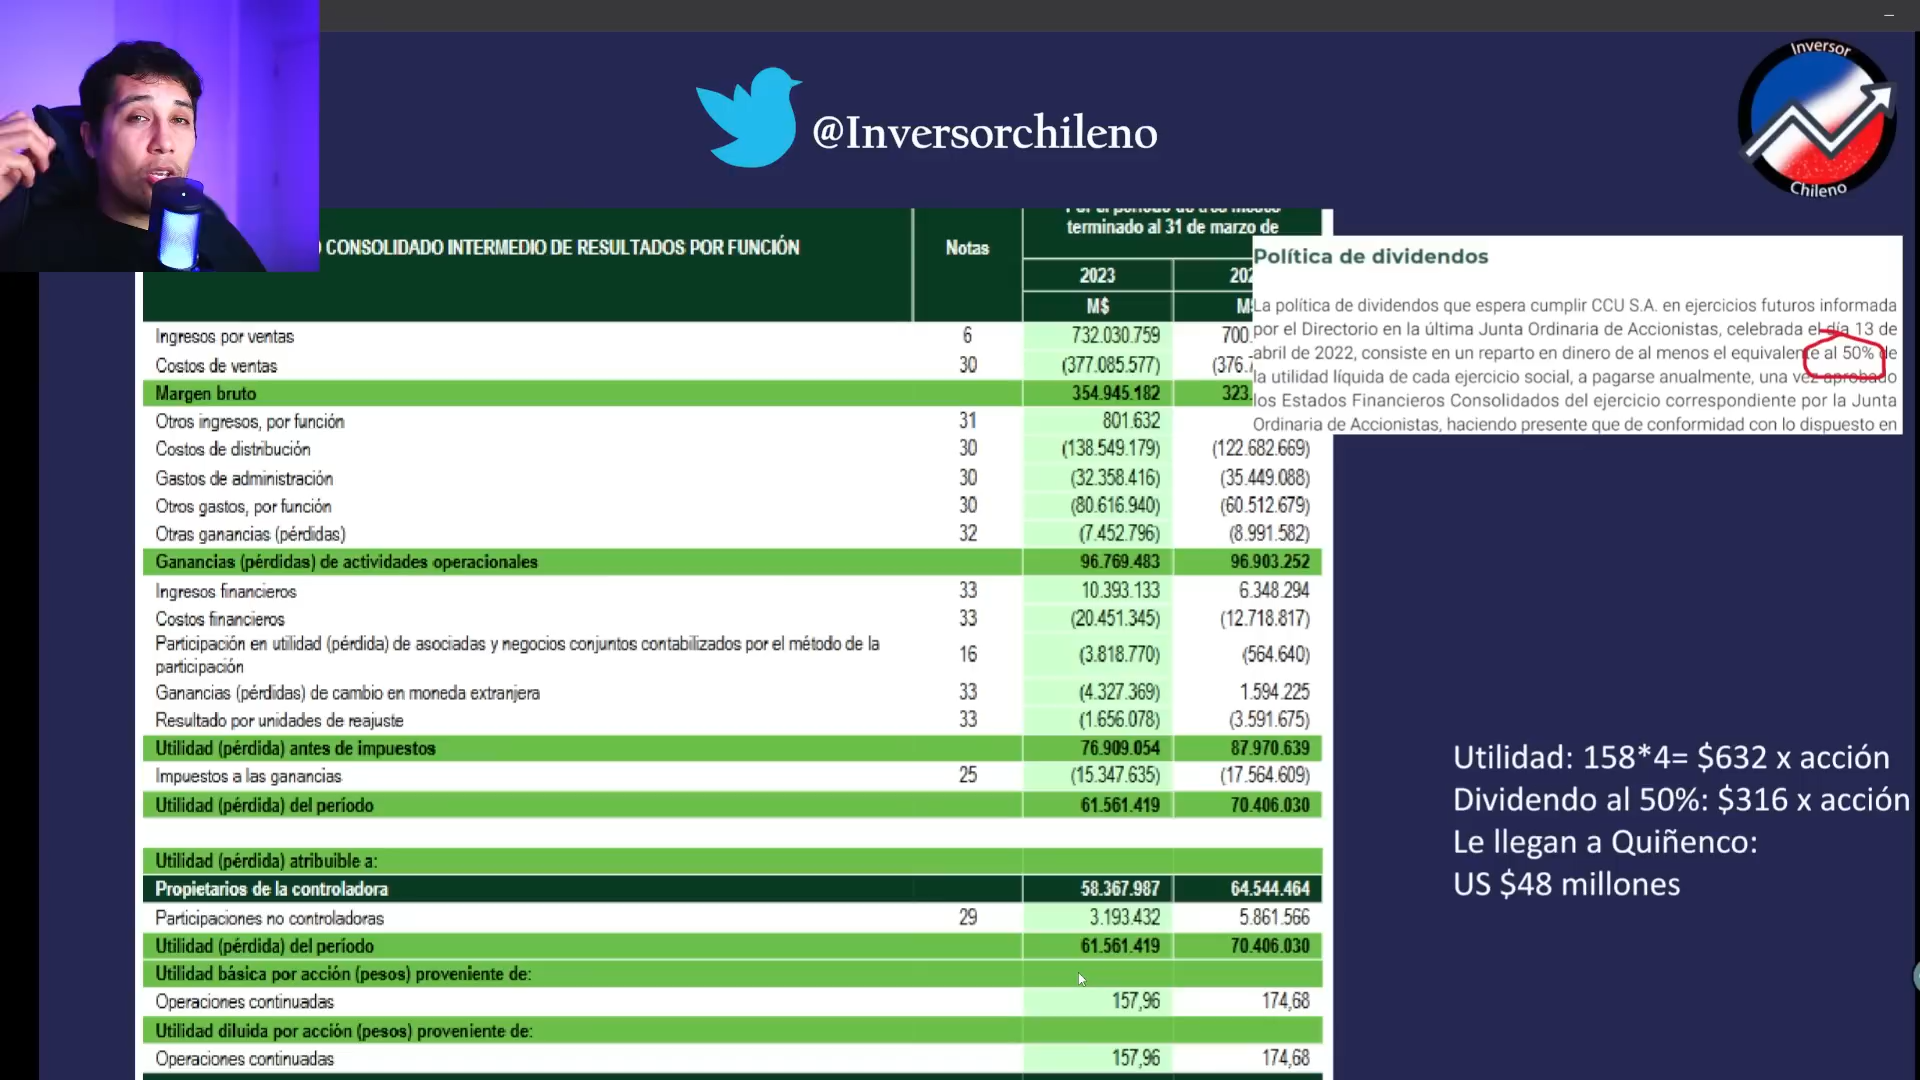 Inversor
Chileno
@Inversorchileno
terminado al 31 de marzo de
CONSOLIDADO INTERMEDIO DE RESULTADOS POR FUNCIÓN Notas
2023
M$
Ingresos por ventas 6 732.030.759 700.
Costos de ventas 30 (377.085.577) (376.
Margen bruto 354.945.182 323.
Otros ingresos, por función 31 801.632
Costos de distribución 30 (138.549.179) (122.682.669)
Gastos de administración 30 (32.358.416) (35.449.088)
Otros gastos, por función 30 (80.616.940) (60.512.679)
Otras ganancias (pérdidas) 32 (7.452.796) (8.991.582)
Ganancias (pérdidas) de actividades operacionales 96.769.483 96.903.252
Ingresos financieros 33 10.393.133 6.348.294
Costos financieros 33 (20.451.345) (12.718.817)
Participación en utilidad (pérdida) de asociadas y negocios conjuntos contabilizados por el método de la
participación 16 (3.818.770) (564.640)
Ganancias (pérdidas) de cambio en moneda extranjera 33 (4.327.369) 1.594.225
Resultado por unidades de reajuste 33 (1.656.078) (3.591.675)
Utilidad (pérdida) antes de impuestos 76.909.054 87.970.639
Impuestos a las ganancias 25 (15.347.635) (17.564.609)
Utilidad (pérdida) del período 61.561.419 70.406.030
Utilidad (pérdida) atribuible a:
Propietarios de la controladora 58.367.987 64.544.464
Participaciones no controladoras 29 3.193.432 5.861.566
Utilidad (pérdida) del período 61.561.419 70.406.030
Utilidad básica por acción (pesos) proveniente de:
Operaciones continuadas 157,96 174,68
Utilidad diluida por acción (pesos) proveniente de:
Operaciones continuadas 157,96 174,68
Política de dividendos
La política de dividendos que espera cumplir CCU S.A. en ejercicios futuros informada
por el Directorio en la última Junta Ordinaria de Accionistas, celebrada el día 13 de
abril de 2022, consiste en un reparto en dinero de al menos el equivalente al 50% de
la utilidad líquida de cada ejercicio social, a pagarse anualmente, una vez aprobado
los Estados Financieros Consolidados del ejercicio correspondiente por la Junta
Ordinaria de Accionistas, haciendo presente que de conformidad con lo dispuesto en
Utilidad: 158*4= $632 x acción
Dividendo al 50%: $316 x acción
Le llegan a Quiñenco:
US $48 millones